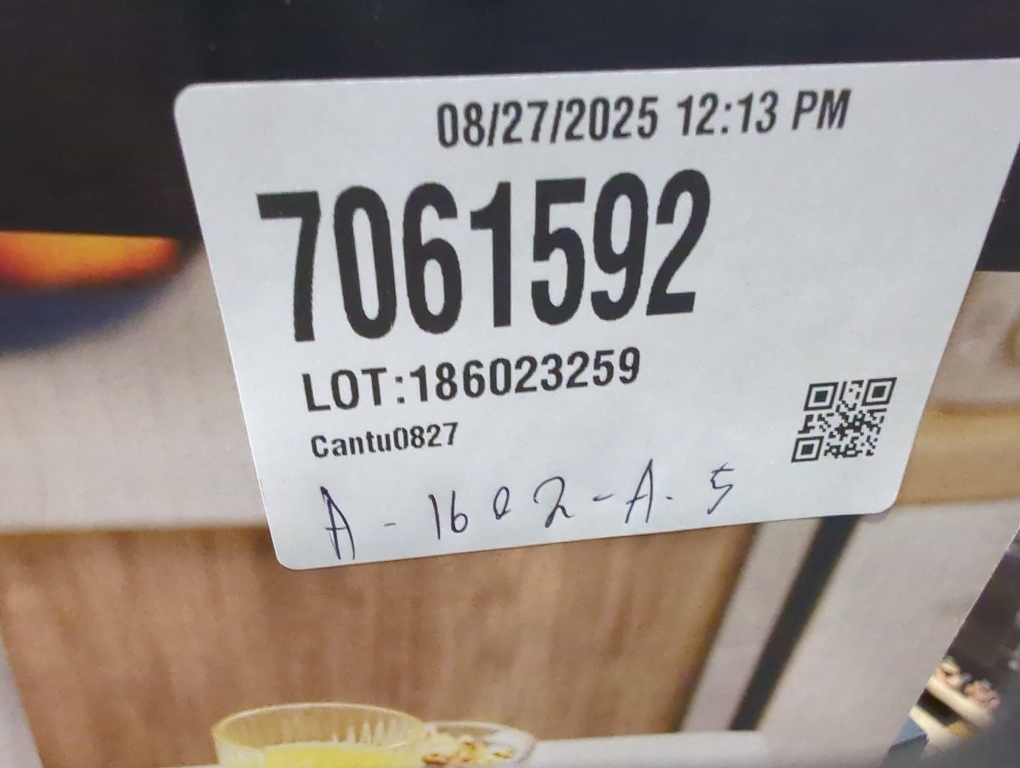 08/27/2025 12:13 PM
7061592
LOT:186023259
Cantu0827
A - 1602 - A - 5